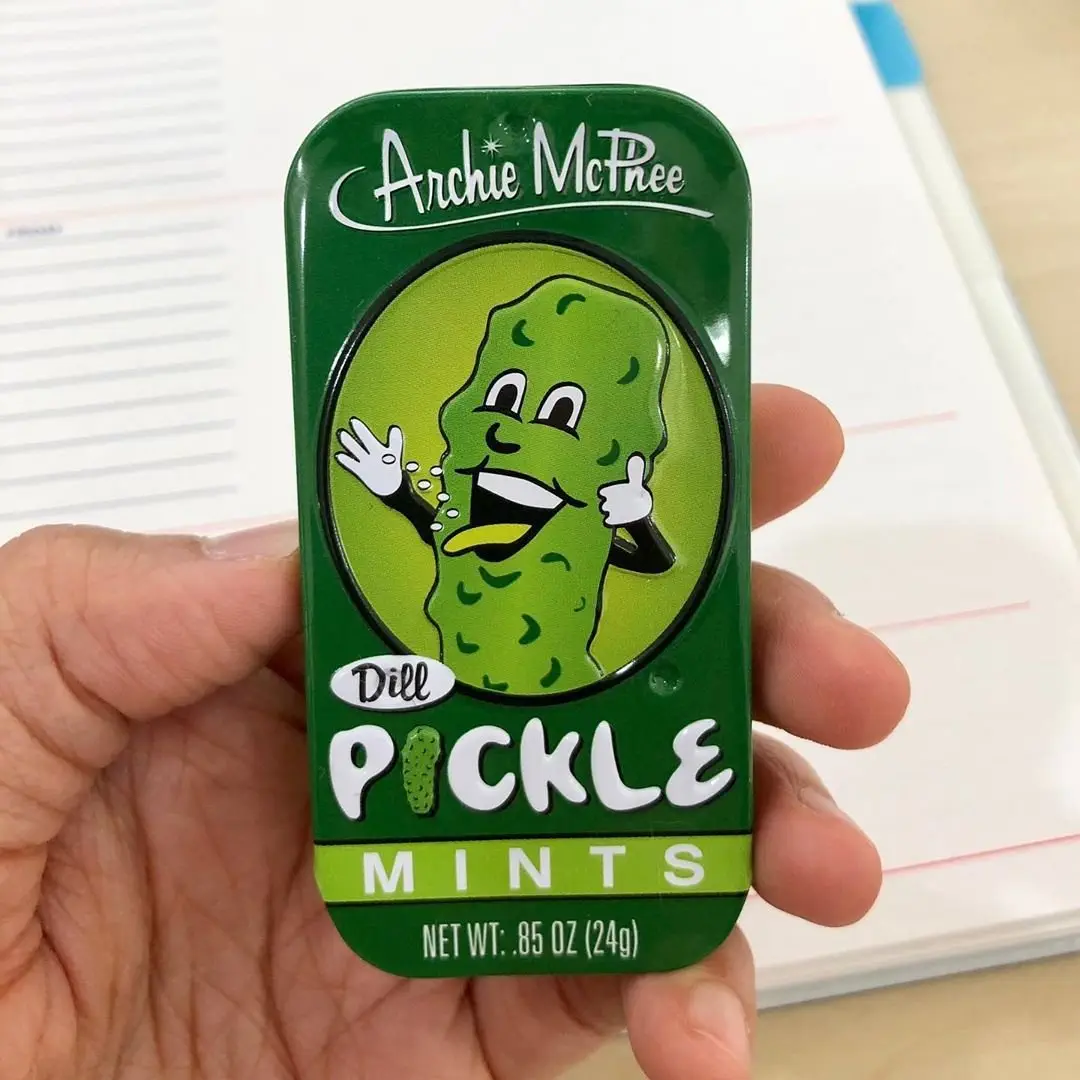 Archie McPhee
Dill
PICKLE
MINTS
NET WT: .85 OZ (24g)